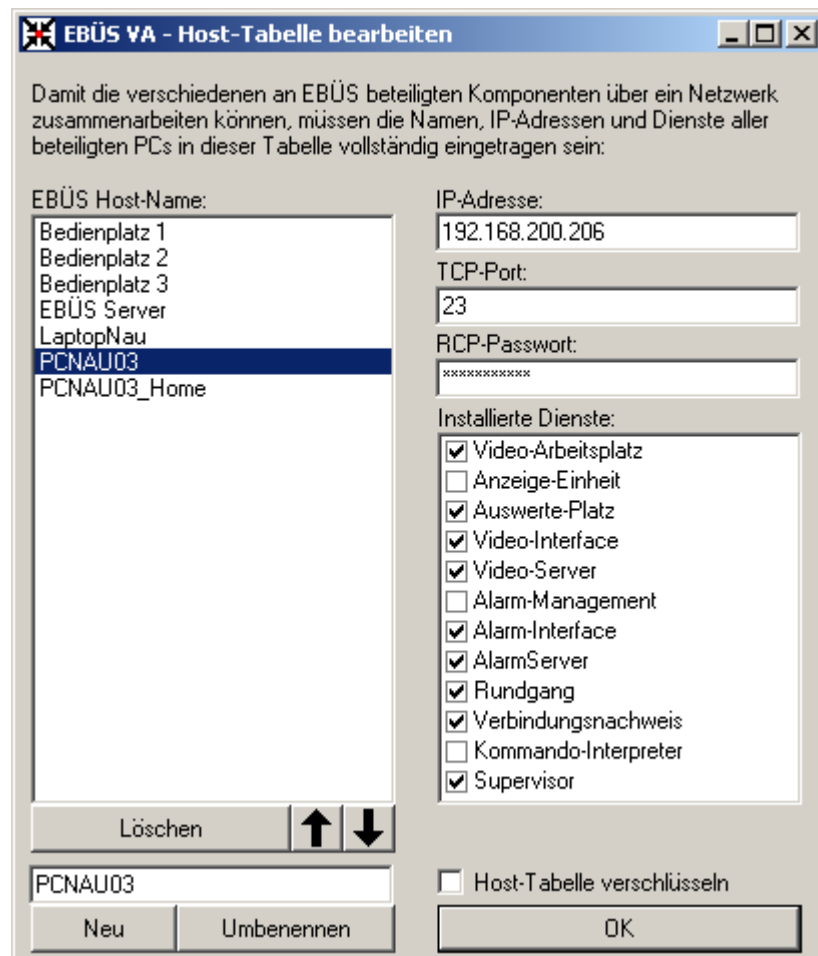 EBÜS VA - Host-Tabelle bearbeiten
Damit die verschiedenen an EBÜS beteiligten Komponenten über ein Netzwerk
zusammenarbeiten können, müssen die Namen, IP-Adressen und Dienste aller
beteiligten PCs in dieser Tabelle vollständig eingetragen sein:
EBÜS Host-Name:
Bedienplatz 1
Bedienplatz 2
Bedienplatz 3
EBÜS Server
LaptopNau
PCNAU03
PCNAU03_Home
Löschen
PCNAU03
Neu
Umbenennen
IP-Adresse:
192.168.200.206
TCP-Port:
23
RCP-Passwort:
***********
Installierte Dienste:
Video-Arbeitsplatz
Anzeige-Einheit
Auswerte-Platz
Video-Interface
Video-Server
Alarm-Management
Alarm-Interface
AlarmServer
Rundgang
Verbindungsnachweis
Kommando-Interpreter
Supervisor
Host-Tabelle verschlüsseln
OK